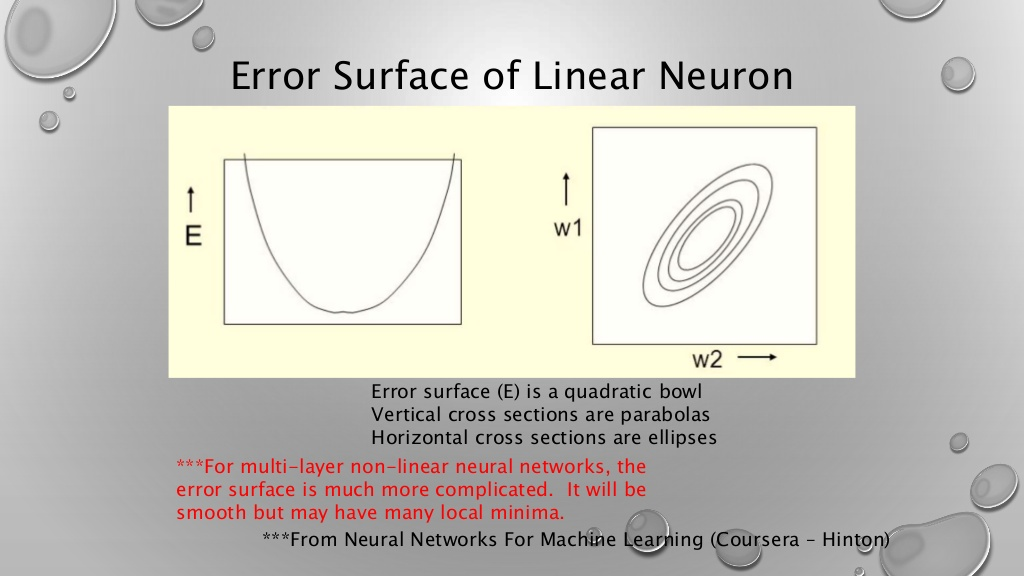 Error Surface of Linear Neuron
E
w1
w2
Error surface (E) is a quadratic bowl
Vertical cross sections are parabolas
Horizontal cross sections are ellipses
***For multi-layer non-linear neural networks, the
error surface is much more complicated.  It will be
smooth but may have many local minima.
***From Neural Networks For Machine Learning (Coursera – Hinton)